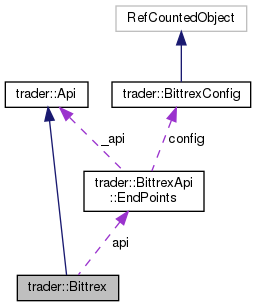 RefCountedObject
trader::Api
trader::BittrexConfig
_api
config
trader::BittrexApi
::EndPoints
api
trader::Bittrex